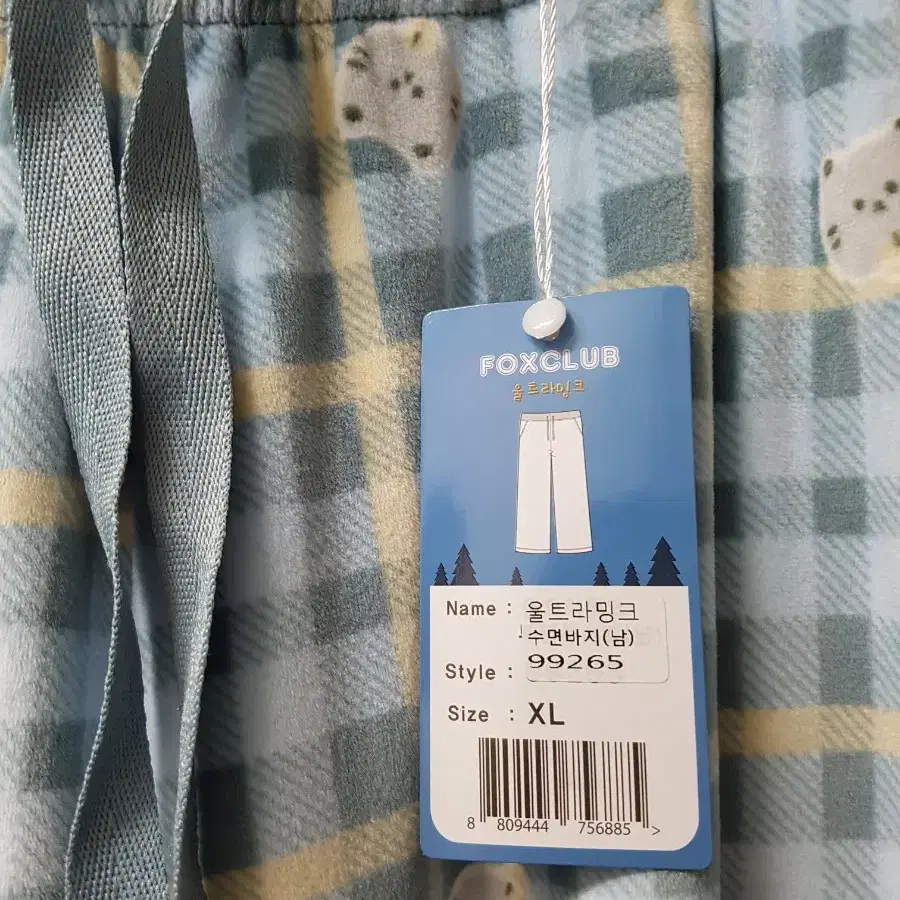 FOXCLUB
울트라밍크
Name : 울트라밍크
수면바지(남)
Style : 99265
Size : XL
8 809444 756885 >